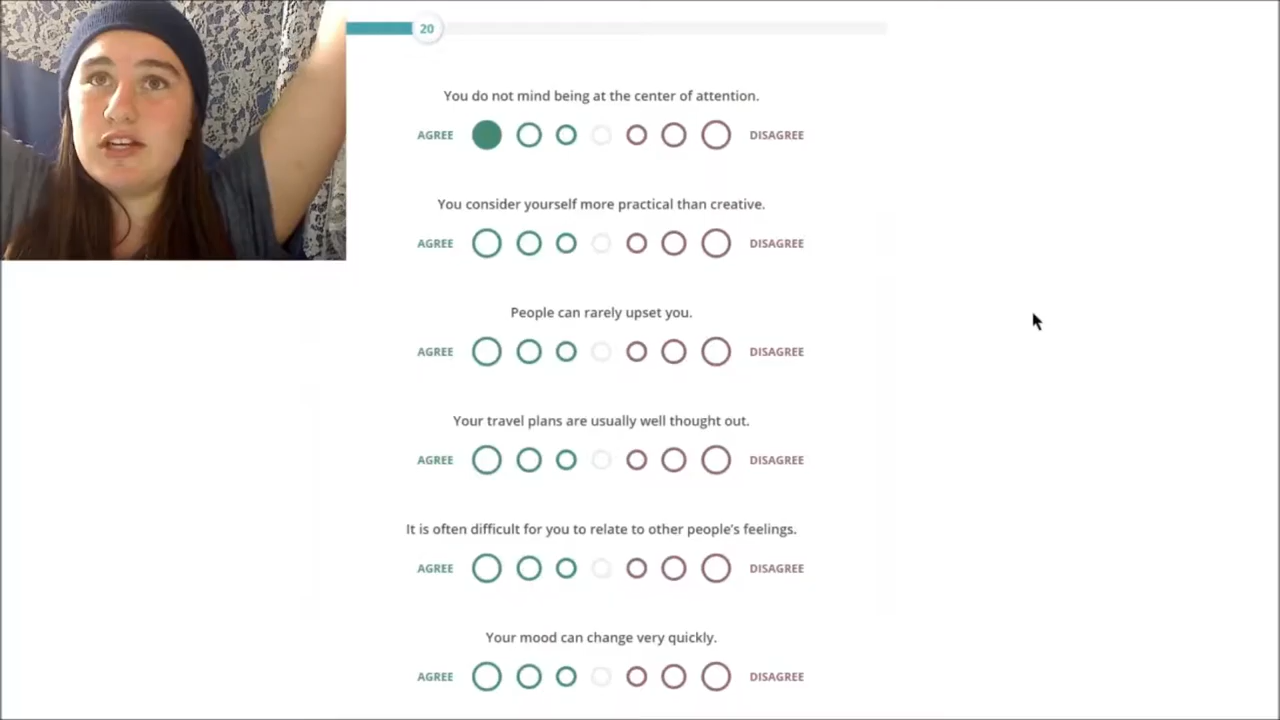 20
You do not mind being at the center of attention.
AGREE DISAGREE
You consider yourself more practical than creative.
AGREE DISAGREE
People can rarely upset you.
AGREE DISAGREE
Your travel plans are usually well thought out.
AGREE DISAGREE
It is often difficult for you to relate to other people's feelings.
AGREE DISAGREE
Your mood can change very quickly.
AGREE DISAGREE